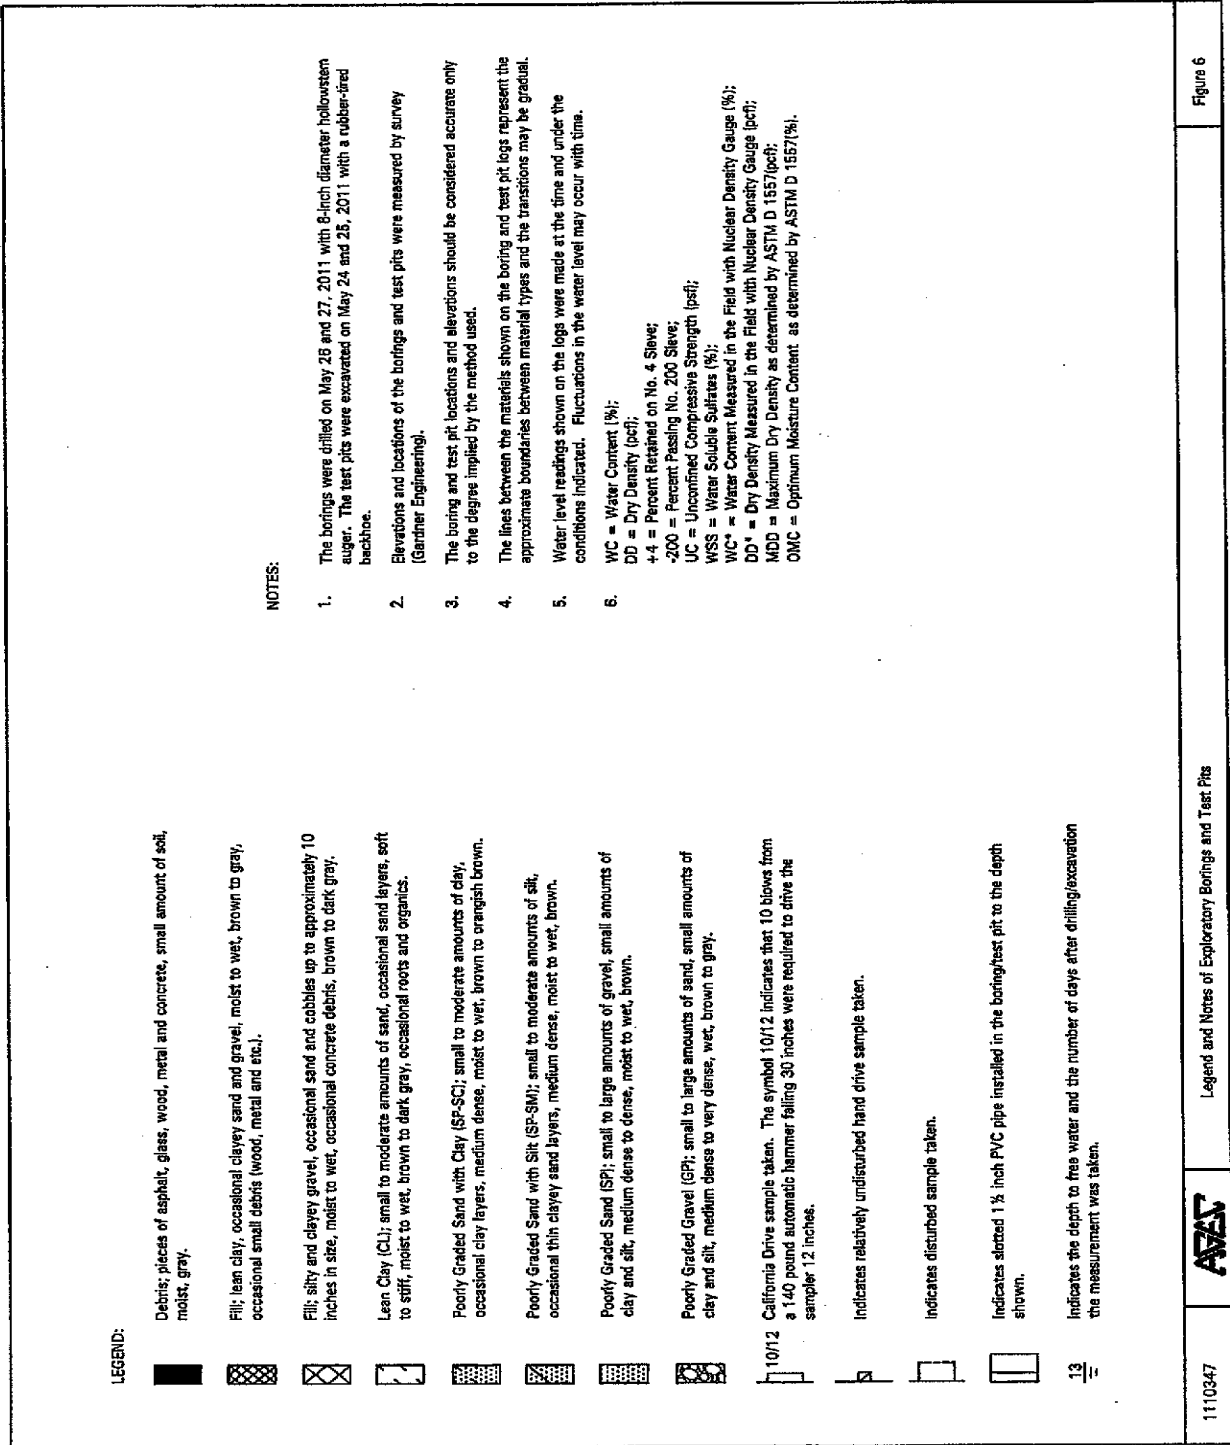 LEGEND:
Debris; pieces of asphalt, glass, wood, metal and concrete, small amount of soil,
moist, gray.
Fill; lean clay, occasional clayey sand and gravel, moist to wet, brown to gray,
occasional small debris (wood, metal and etc.).
Fill; silty and clayey gravel, occasional sand and cobbles up to approximately 10
inches in size, moist to wet, occasional concrete debris, brown to dark gray.
Lean Clay (CL); small to moderate amounts of sand, occasional sand layers, soft
to stiff, moist to wet, brown to dark gray, occasional roots and organics.
Poorly Graded Sand with Clay (SP-SC); small to moderate amounts of clay,
occasional clay layers, medium dense, moist to wet, brown to orangish brown.
Poorly Graded Sand with Silt (SP-SM); small to moderate amounts of silt,
occasional thin clayey sand layers, medium dense, moist to wet, brown.
Poorly Graded Sand (SP); small to large amounts of gravel, small amounts of
clay and silt, medium dense to dense, moist to wet, brown.
Poorly Graded Gravel (GP); small to large amounts of sand, small amounts of
clay and silt, medium dense to very dense, wet, brown to gray.
10/12 California Drive sample taken. The symbol 10/12 indicates that 10 blows from
a 140 pound automatic hammer falling 30 inches were required to drive the
sampler 12 inches.
Indicates relatively undisturbed hand drive sample taken.
Indicates disturbed sample taken.
Indicates slotted 1½ inch PVC pipe installed in the boring/test pit to the depth
shown.
13 Indicates the depth to free water and the number of days after drilling/excavation
the measurement was taken.
NOTES:
1. The borings were drilled on May 26 and 27, 2011 with 8-inch diameter hollowstem
auger. The test pits were excavated on May 24 and 25, 2011 with a rubber-tired
backhoe.
2. Elevations and locations of the borings and test pits were measured by survey
(Gardner Engineering).
3. The boring and test pit locations and elevations should be considered accurate only
to the degree implied by the method used.
4. The lines between the materials shown on the boring and test pit logs represent the
approximate boundaries between material types and the transitions may be gradual.
5. Water level readings shown on the logs were made at the time and under the
conditions indicated. Fluctuations in the water level may occur with time.
6. WC = Water Content (%);
DD = Dry Density (pcf);
+4 = Percent Retained on No. 4 Sieve;
-200 = Percent Passing No. 200 Sieve;
UC = Unconfined Compressive Strength (psf);
WSS = Water Soluble Sulfates (%);
WC* = Water Content Measured in the Field with Nuclear Density Gauge (%);
DD* = Dry Density Measured in the Field with Nuclear Density Gauge (pcf);
MDD = Maximum Dry Density as determined by ASTM D 1557(pcf);
OMC = Optimum Moisture Content as determined by ASTM D 1557(%).
1110347
AGEC
Legend and Notes of Exploratory Borings and Test Pits
Figure 6